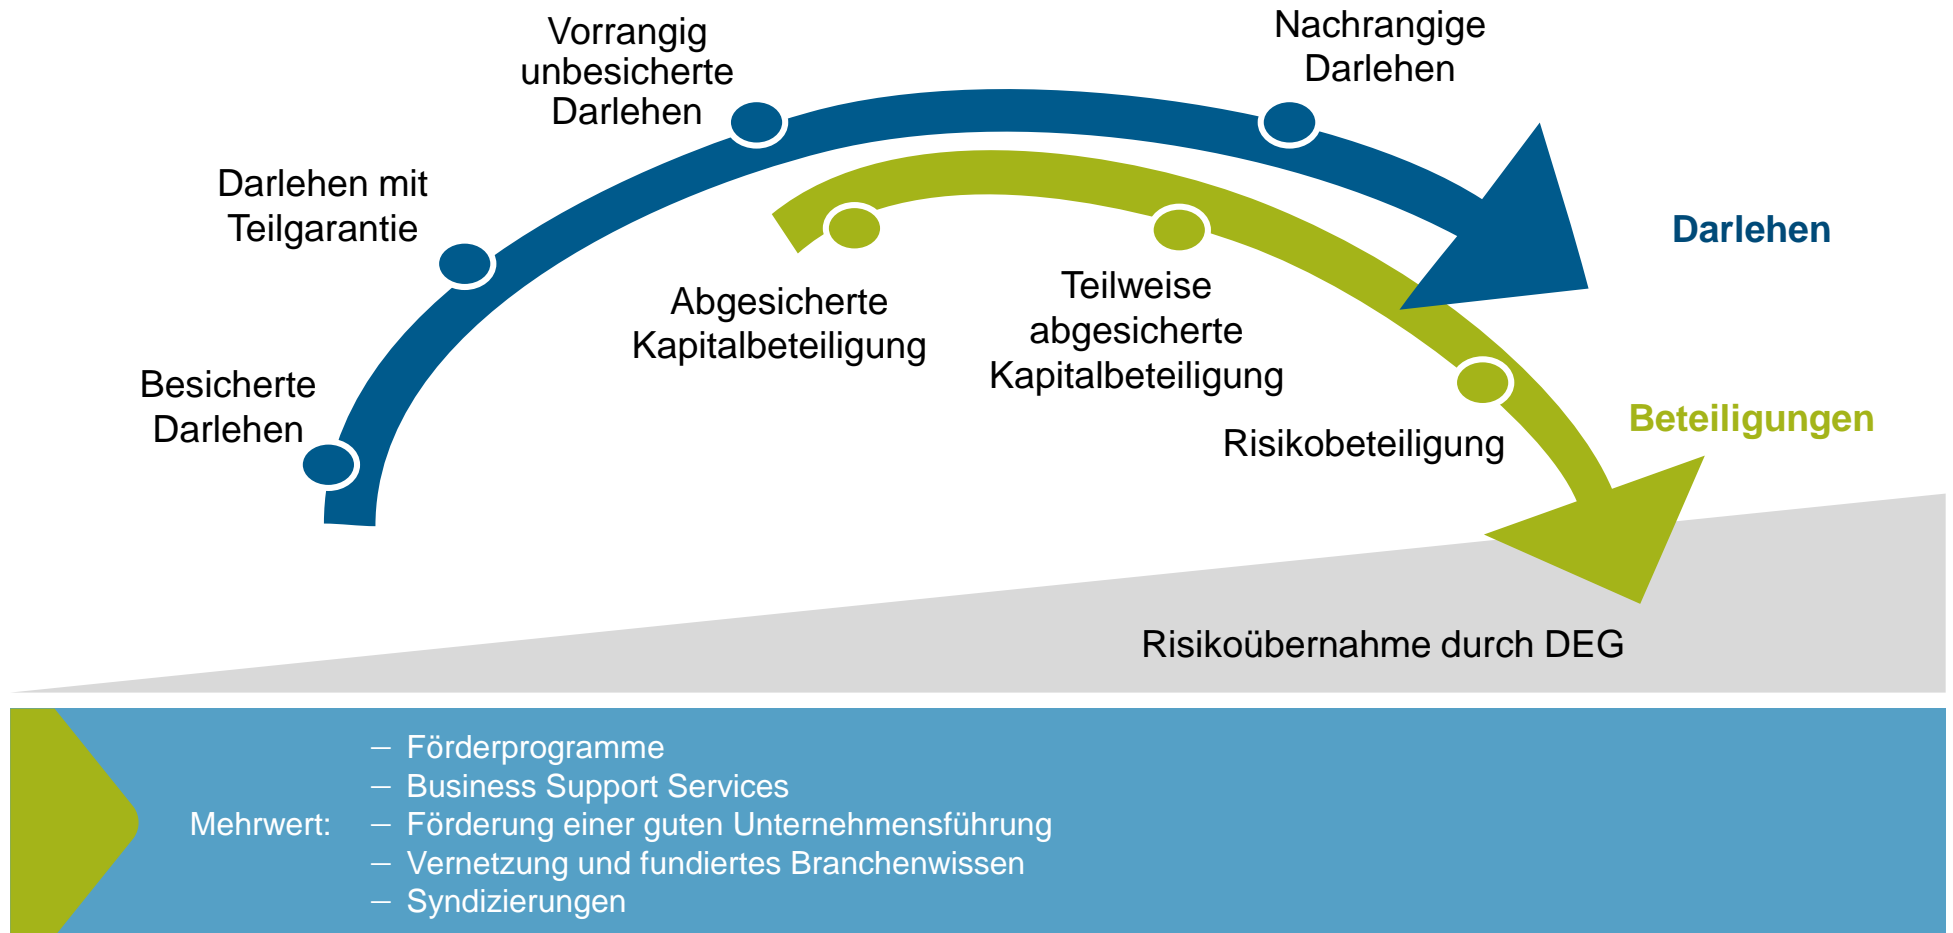 Vorrangig
unbesicherte
Darlehen
Nachrangige
Darlehen
Darlehen mit
Teilgarantie
Besicherte
Darlehen
Darlehen
Abgesicherte
Kapitalbeteiligung
Teilweise
abgesicherte
Kapitalbeteiligung
Risikobeteiligung
Beteiligungen
Risikoübernahme durch DEG
Mehrwert:
– Förderprogramme
– Business Support Services
– Förderung einer guten Unternehmensführung
– Vernetzung und fundiertes Branchenwissen
– Syndizierungen